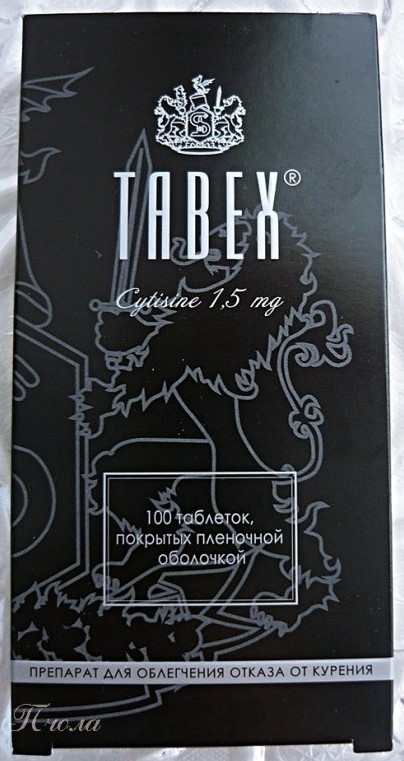 TABEX®
Cytisine 1,5 mg
100 таблеток,
покрытых пленочной
оболочкой
ПРЕПАРАТ ДЛЯ ОБЛЕГЧЕНИЯ ОТКАЗА ОТ КУРЕНИЯ
Пчола